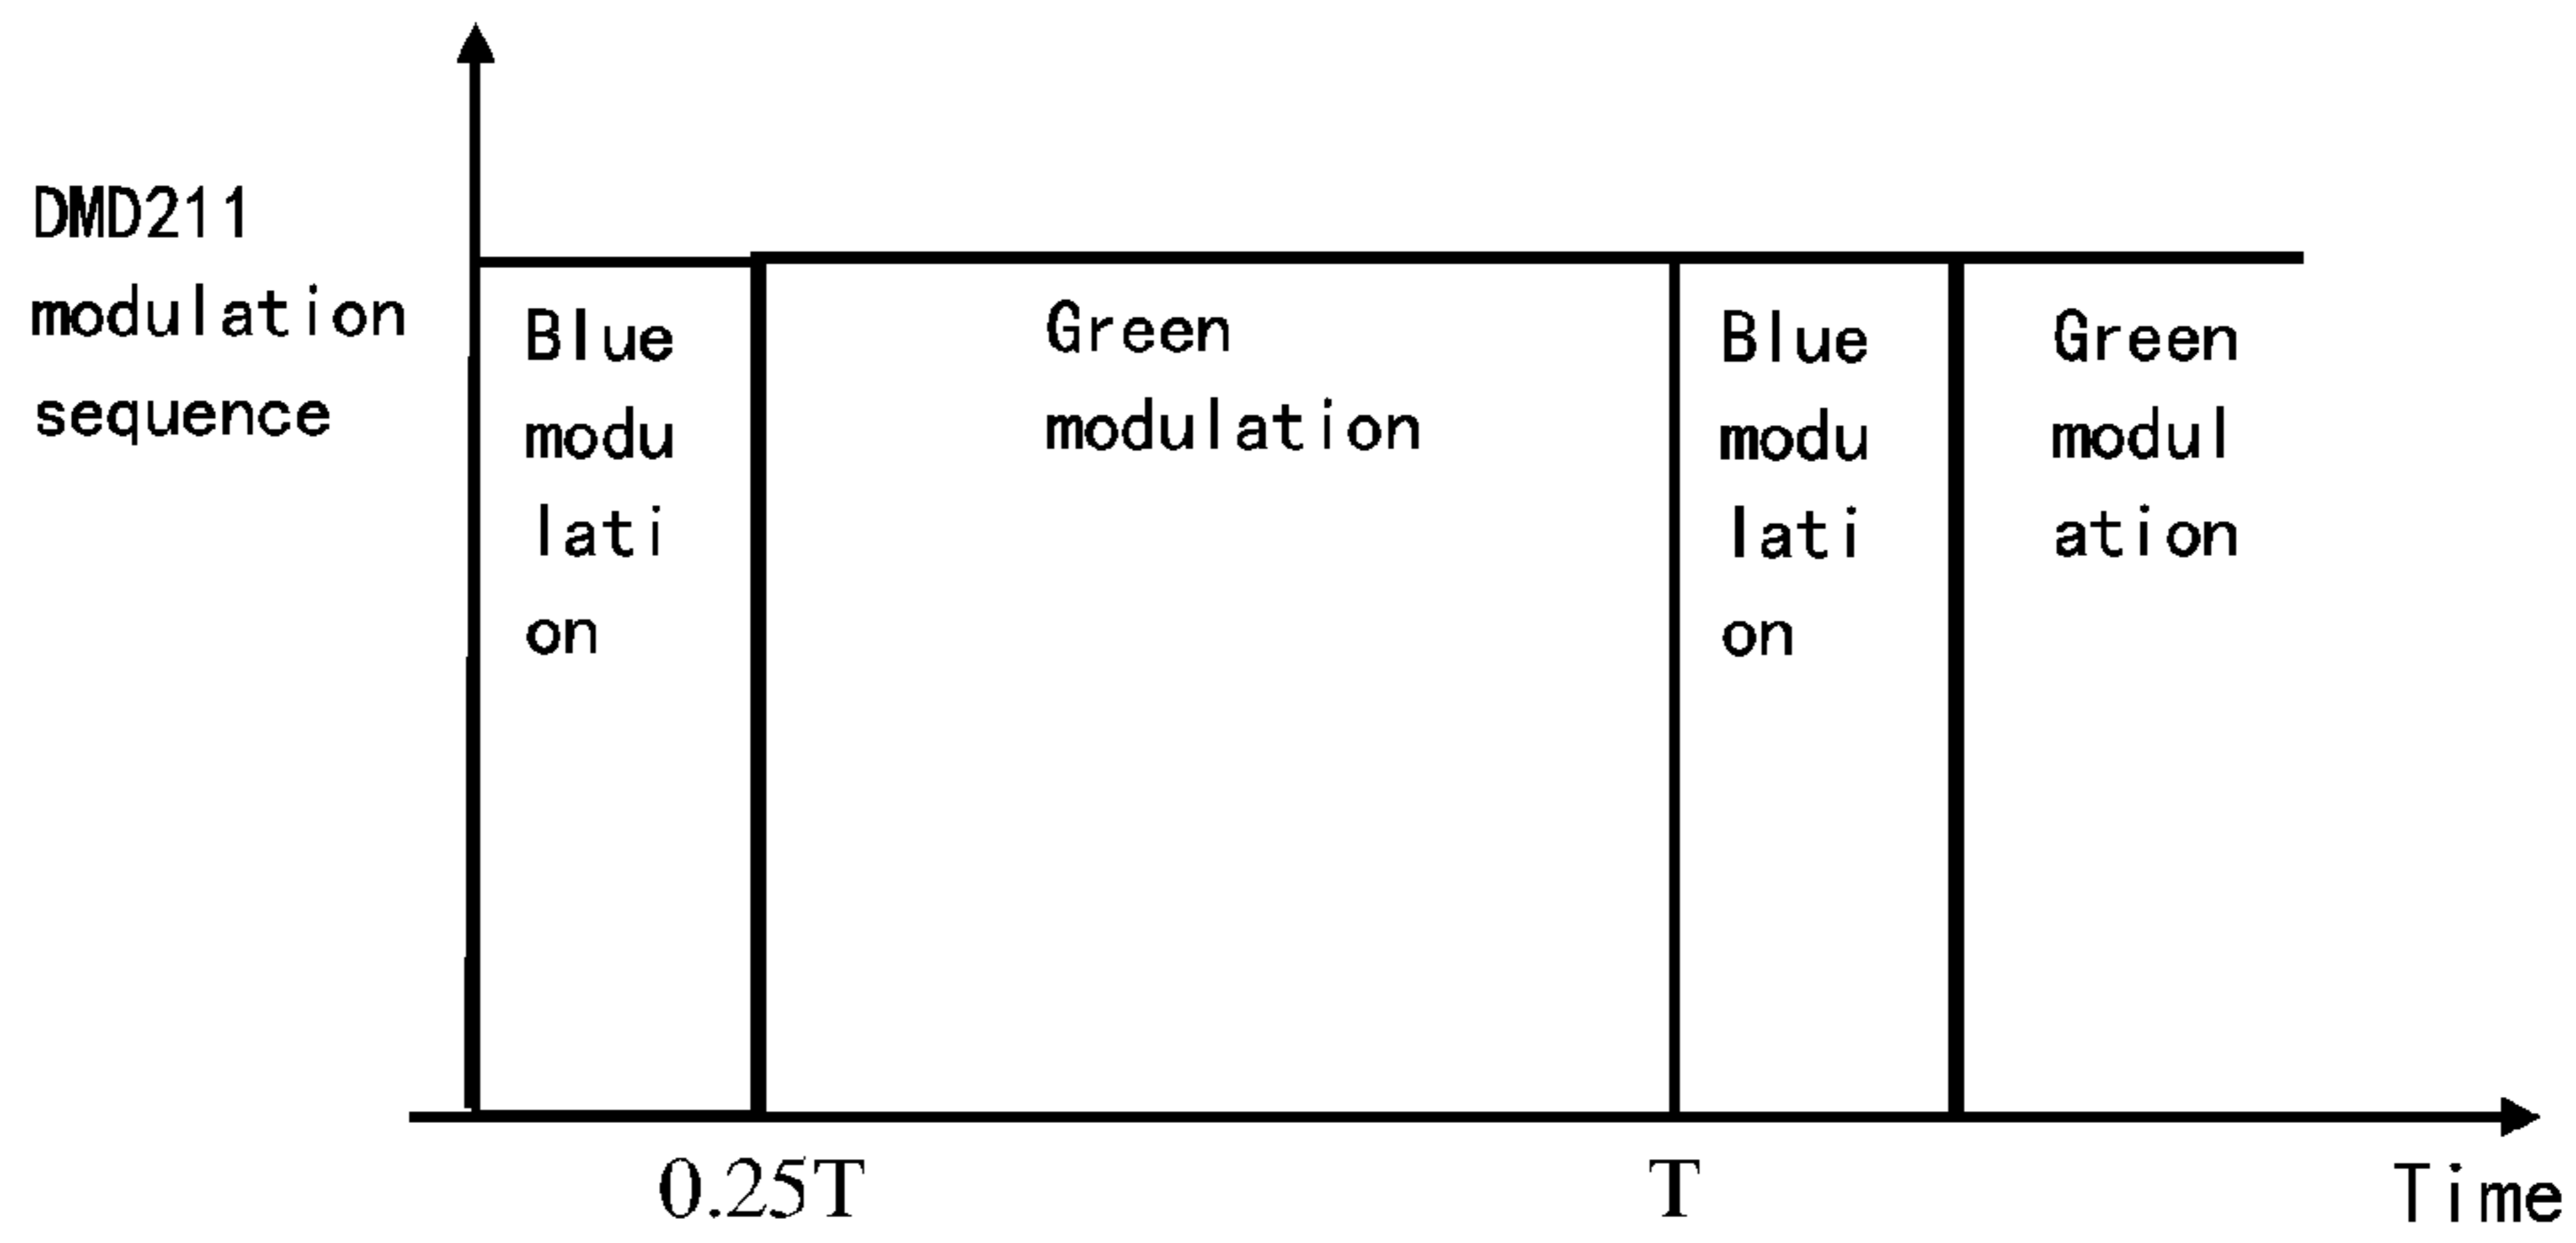 DMD211
modulation
sequence
Blue
modu
lati
on
Green
modulation
Blue
modu
lati
on
Green
modul
ation
0.25T
T
Time